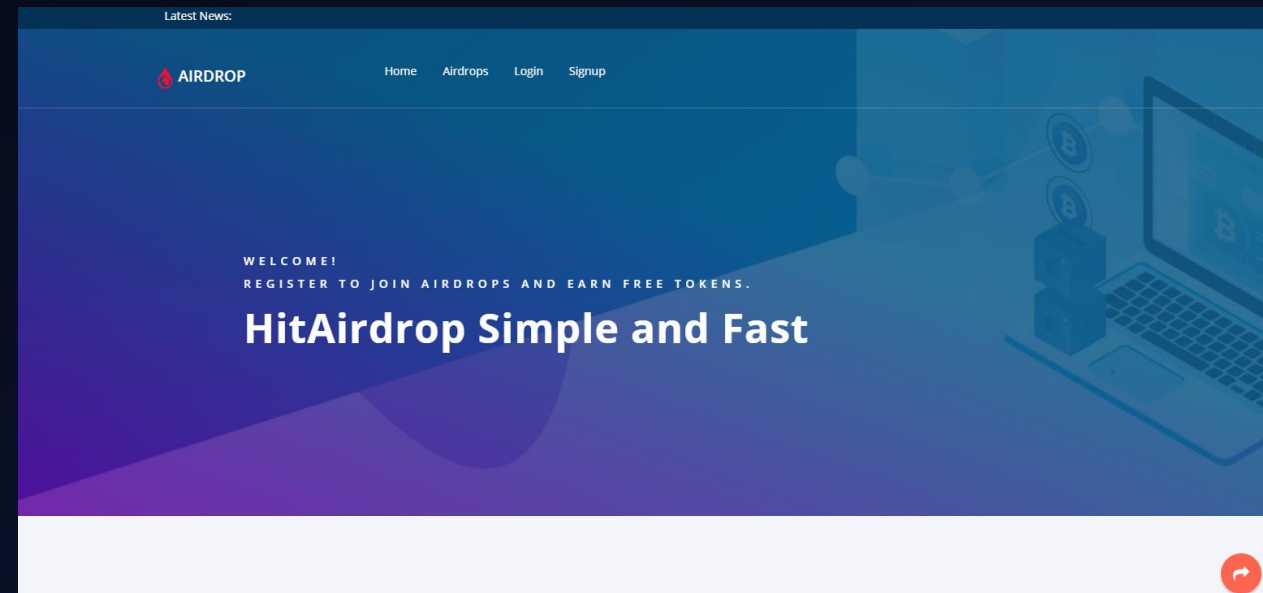 Latest News:
AIRDROP
Home Airdrops Login Signup
WELCOME!
REGISTER TO JOIN AIRDROPS AND EARN FREE TOKENS.
HitAirdrop Simple and Fast